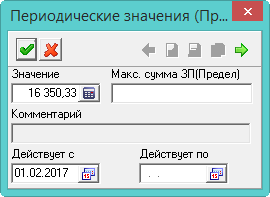 Периодические значения (Пр...
Значение Макс. сумма ЗП(Предел)
16 350,33
Комментарий
Действует с Действует по
01.02.2017 . .